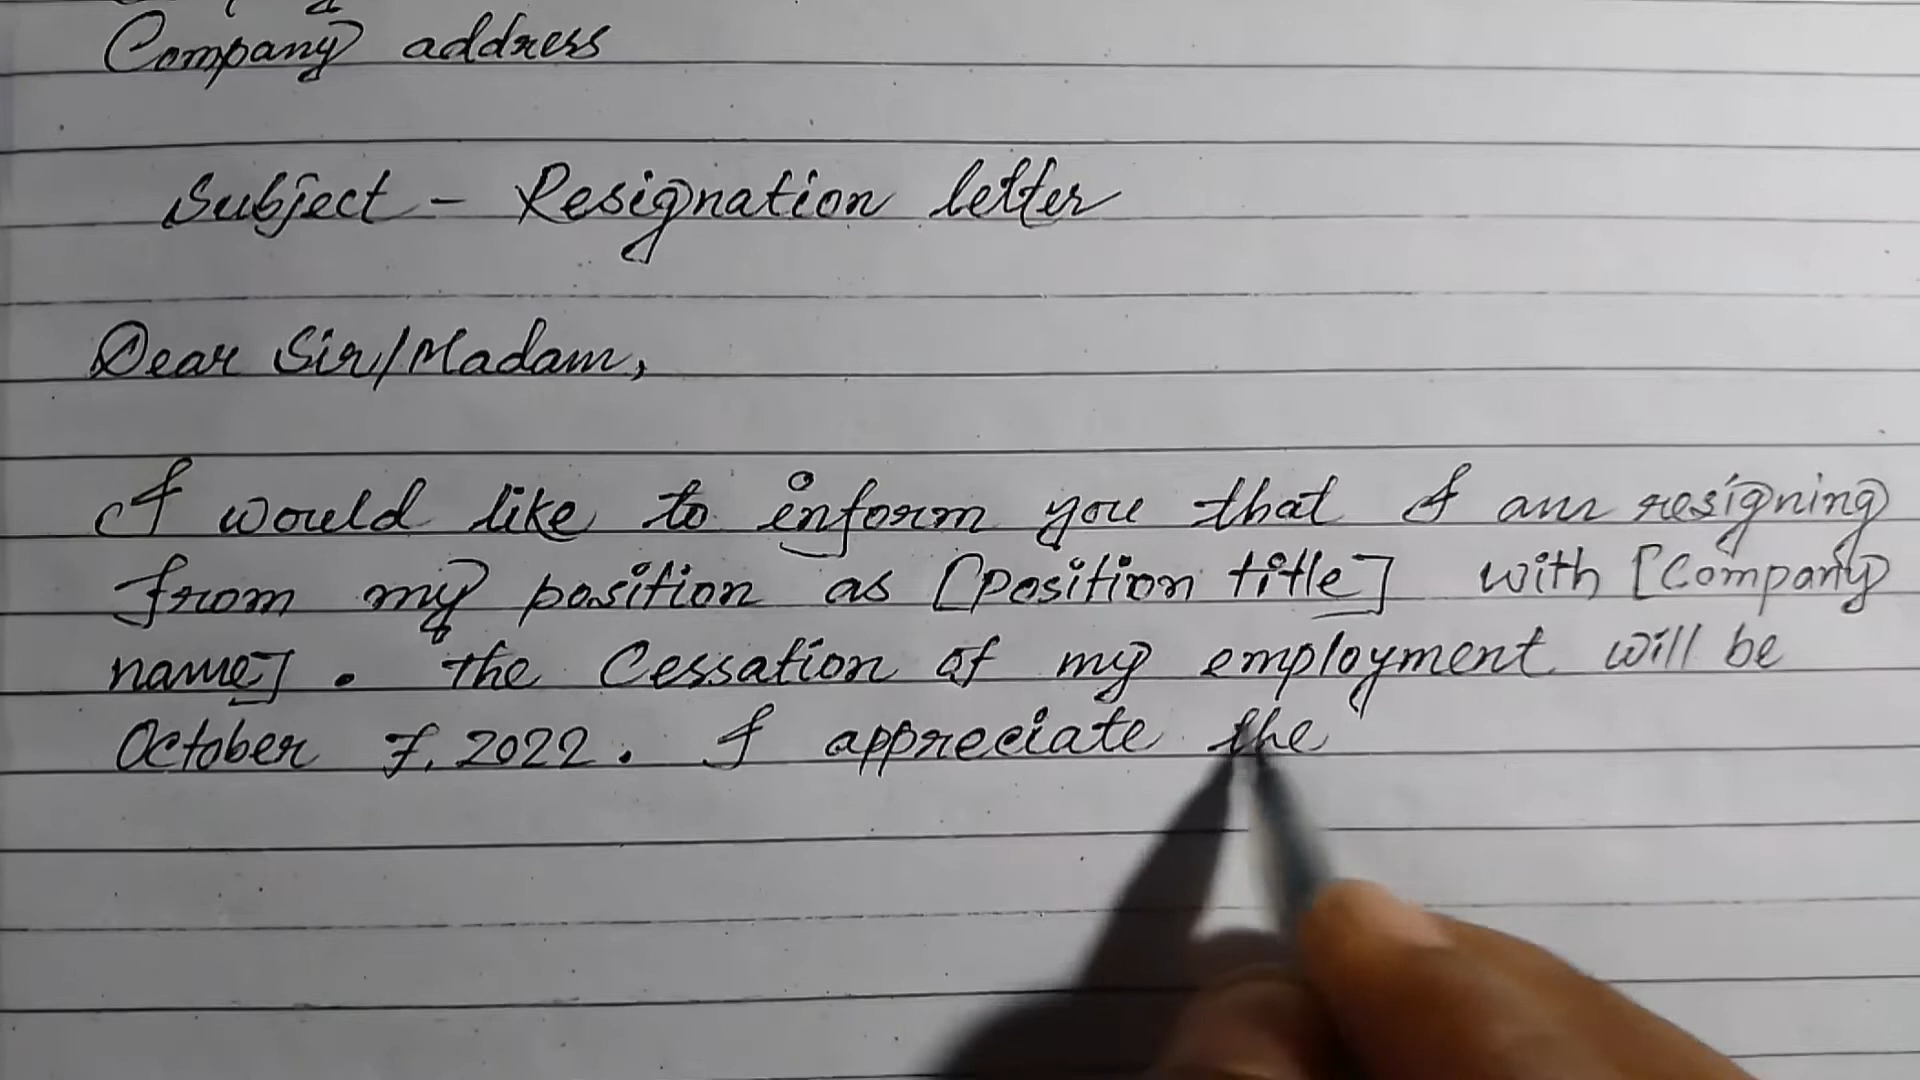 Company address
Subject - Resignation letter
Dear Sir/Madam,
I would like to inform you that I am resigning
from my position as [Position title] with [Company
name]. the Cessation of my employment will be
October 7, 2022. I appreciate the